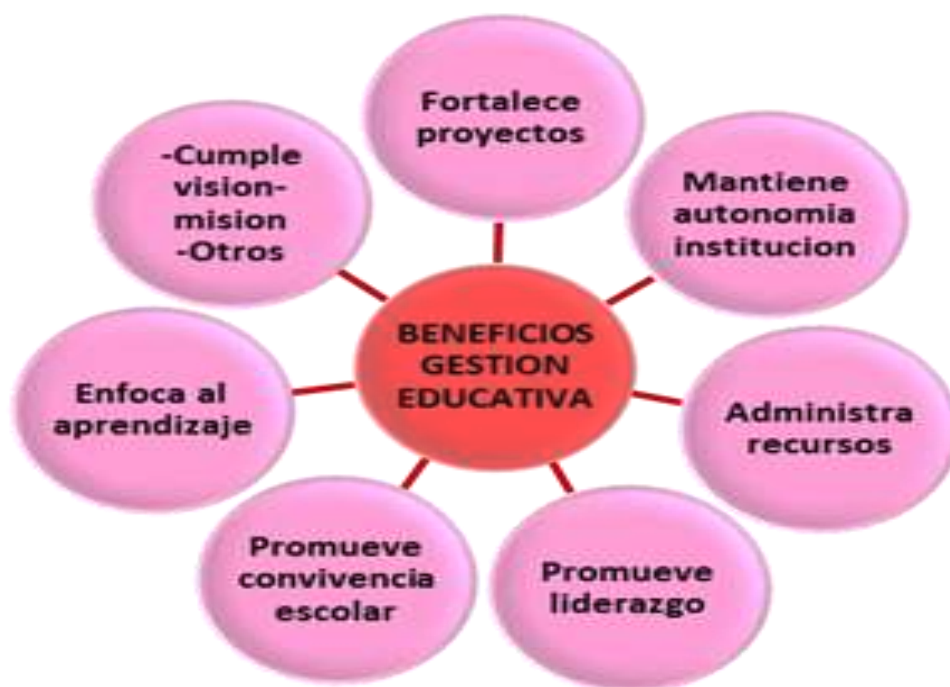 Fortalece
proyectos
Mantiene
autonomia
institucion
Administra
recursos
Promueve
liderazgo
Promueve
convivencia
escolar
Enfoca al
aprendizaje
-Cumple
vision-
mision
-Otros
BENEFICIOS
GESTION
EDUCATIVA